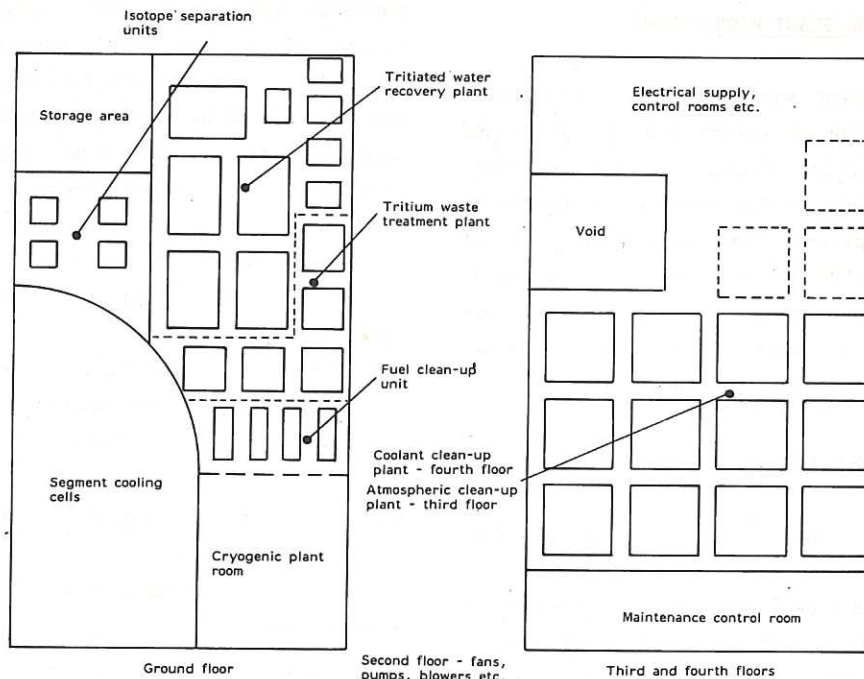 Isotope separation
units
Storage area
Tritiated water
recovery plant
Tritium waste
treatment plant
Fuel clean-up
unit
Segment cooling
cells
Cryogenic plant
room
Ground floor
Electrical supply,
control rooms etc.
Void
Coolant clean-up
plant - fourth floor
Atmospheric clean-up
plant - third floor
Maintenance control room
Second floor - fans,
pumps, blowers etc.
Third and fourth floors